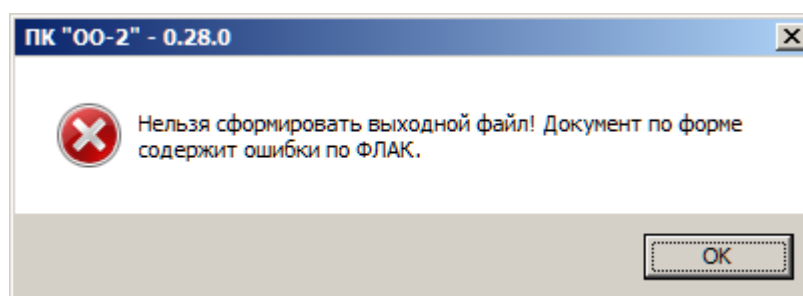 ПК "ОО-2" - 0.28.0
Нельзя сформировать выходной файл! Документ по форме
содержит ошибки по ФЛАК.
OK